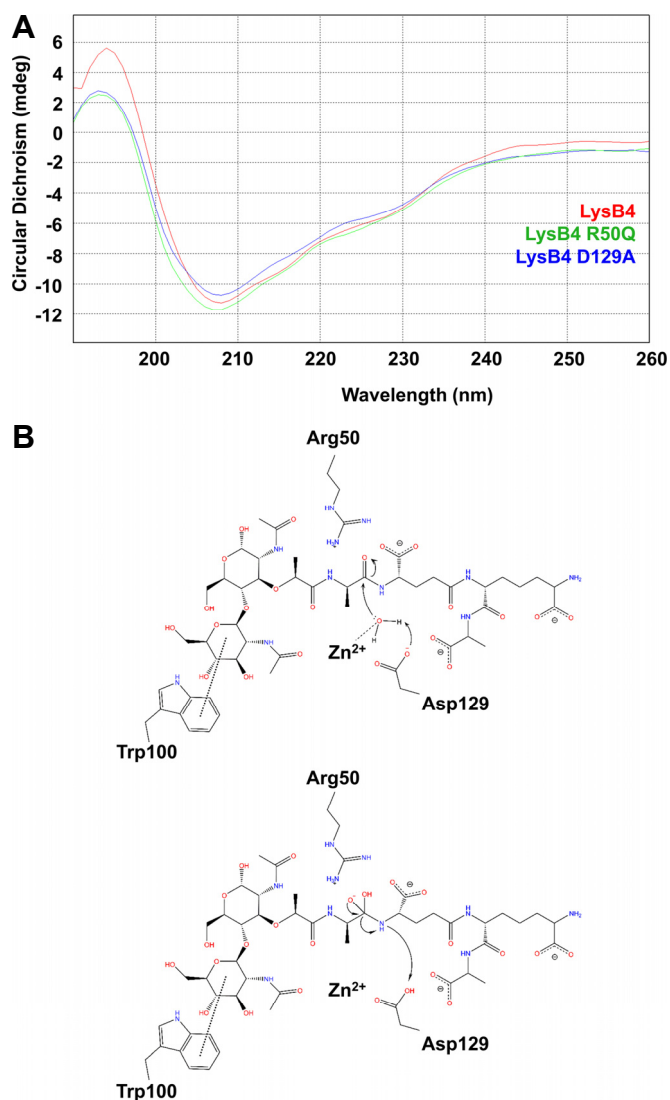 A
6
4
2
0
-2
-4
-6
-8
-10
-12
Circular Dichroism (mdeg)
LysB4
LysB4 R50Q
LysB4 D129A
200 210 220 230 240 250 260
Wavelength (nm)
B
Arg50
Zn2+
Asp129
Trp100
Arg50
Zn2+
Asp129
Trp100